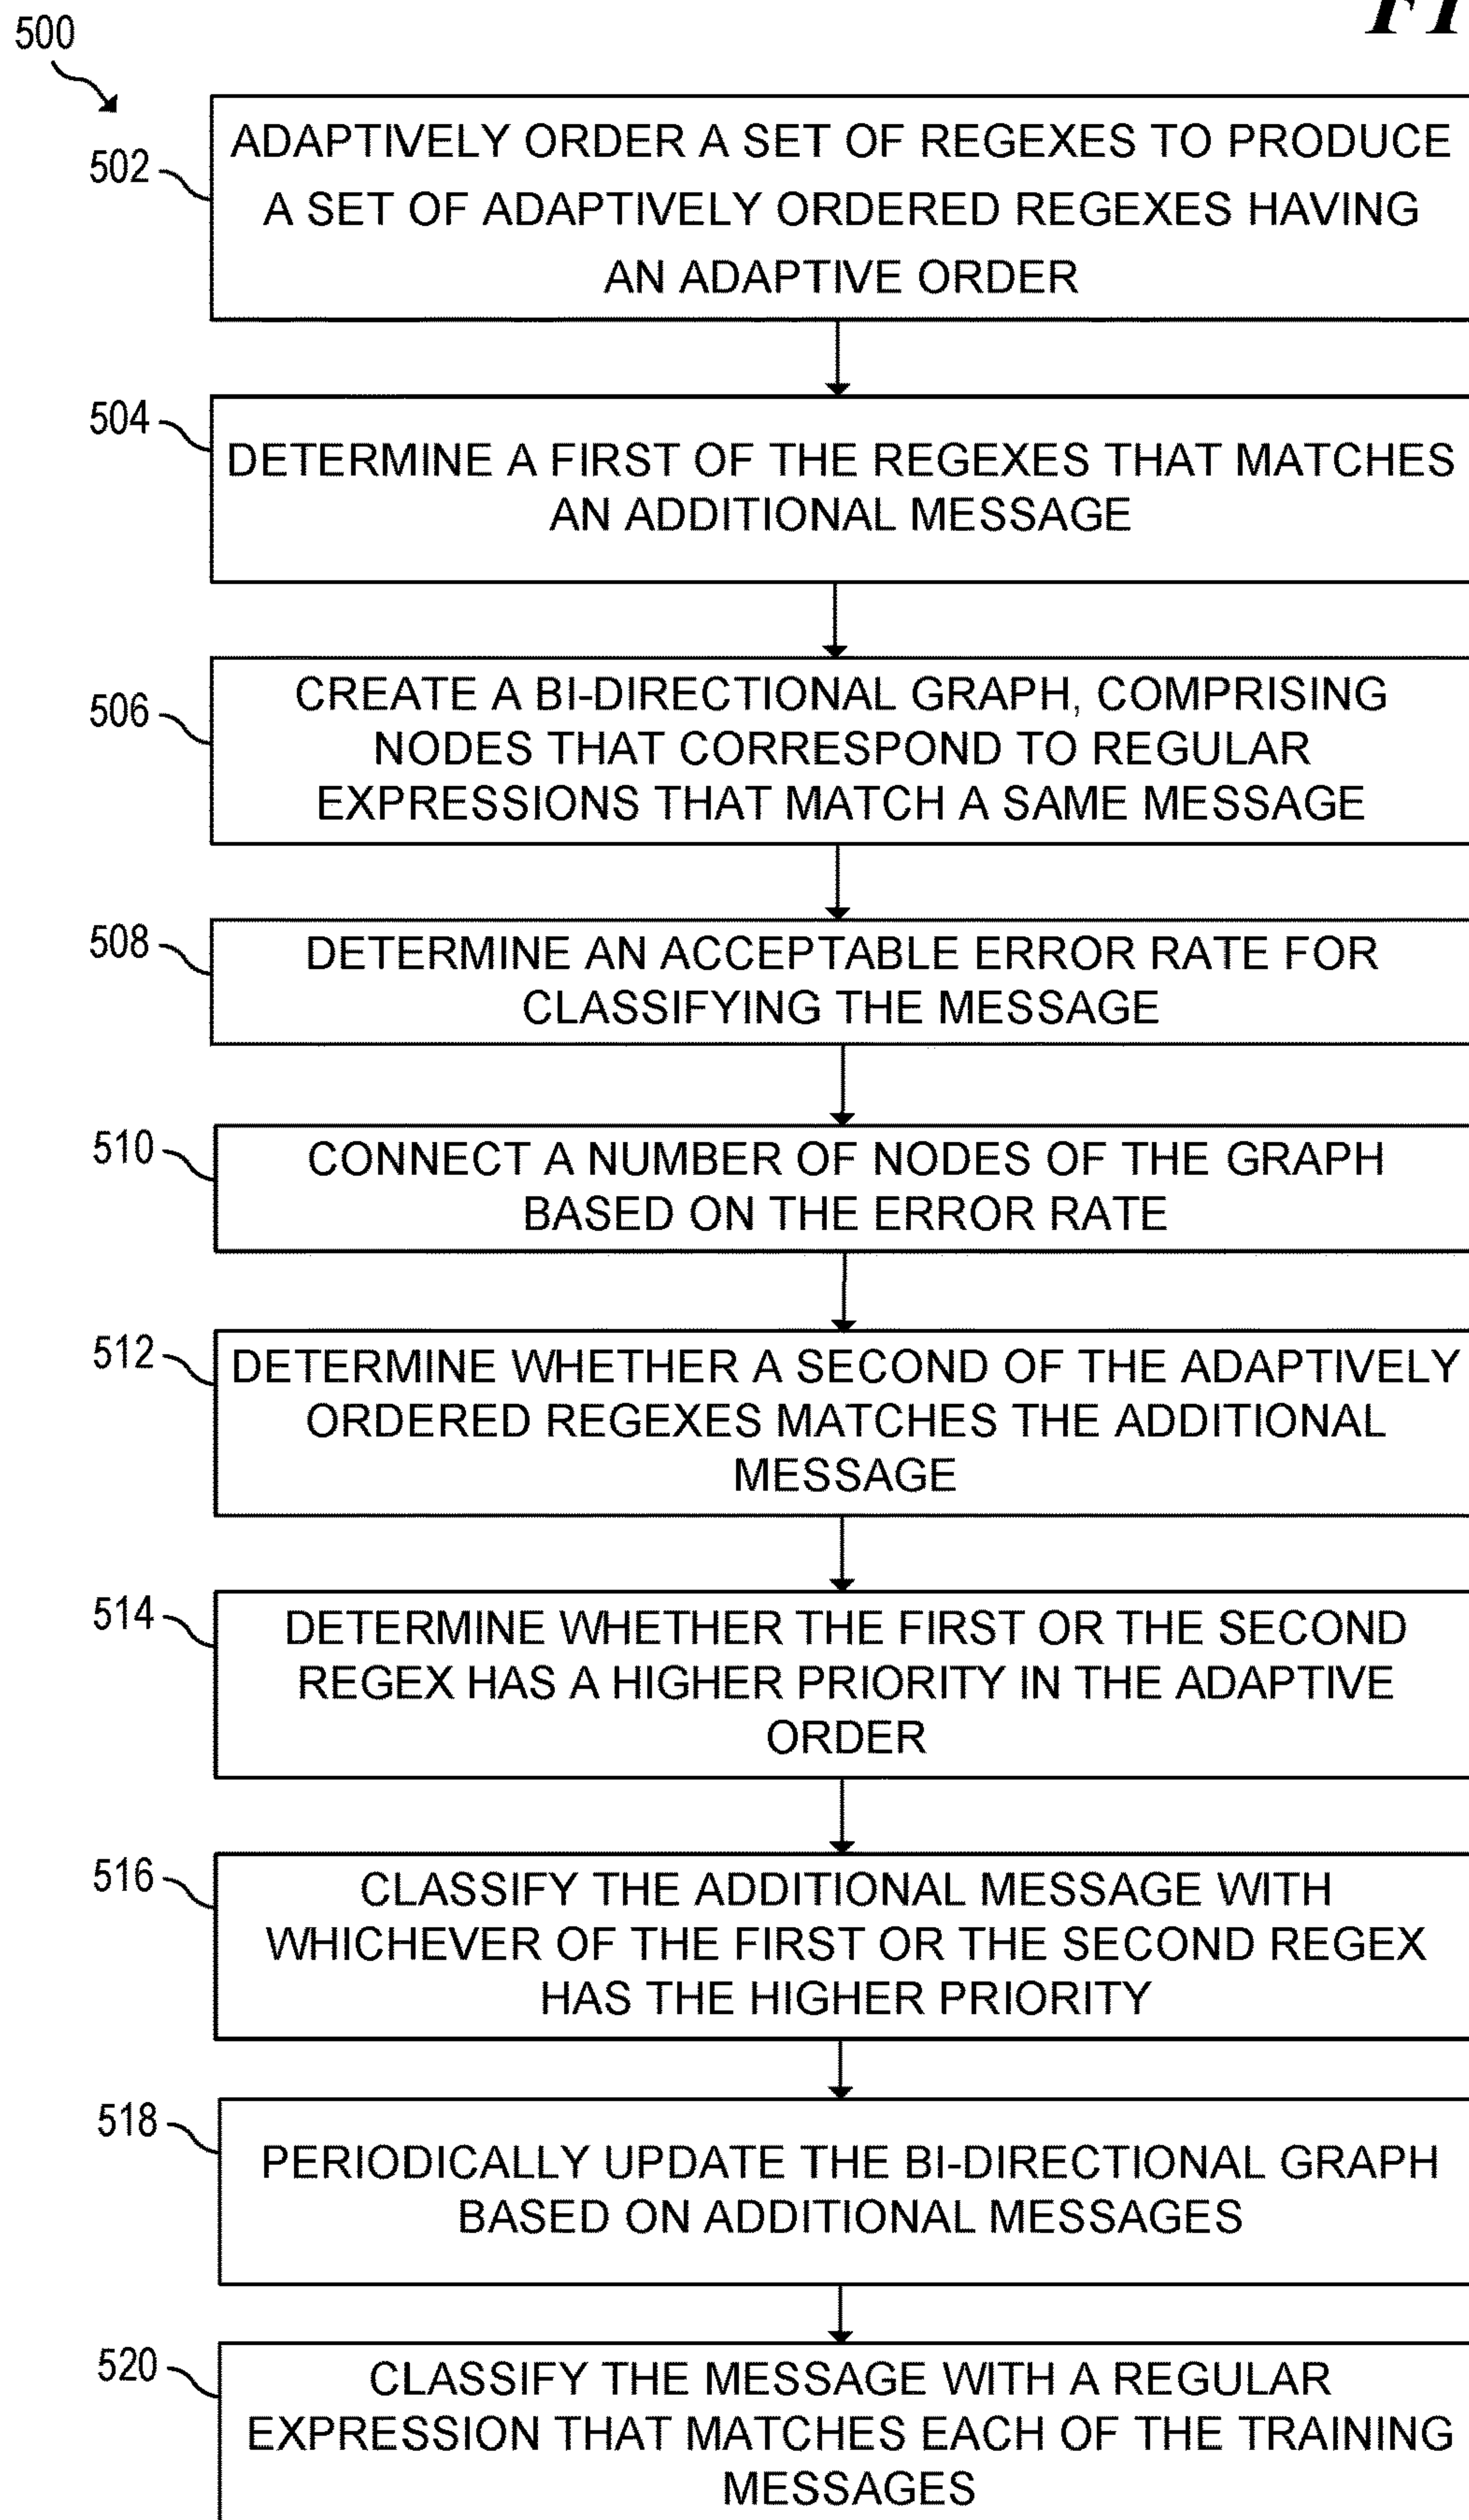 500
502
ADAPTIVELY ORDER A SET OF REGEXES TO PRODUCE
A SET OF ADAPTIVELY ORDERED REGEXES HAVING
AN ADAPTIVE ORDER
504
DETERMINE A FIRST OF THE REGEXES THAT MATCHES
AN ADDITIONAL MESSAGE
506
CREATE A BI-DIRECTIONAL GRAPH, COMPRISING
NODES THAT CORRESPOND TO REGULAR
EXPRESSIONS THAT MATCH A SAME MESSAGE
508
DETERMINE AN ACCEPTABLE ERROR RATE FOR
CLASSIFYING THE MESSAGE
510
CONNECT A NUMBER OF NODES OF THE GRAPH
BASED ON THE ERROR RATE
512
DETERMINE WHETHER A SECOND OF THE ADAPTIVELY
ORDERED REGEXES MATCHES THE ADDITIONAL
MESSAGE
514
DETERMINE WHETHER THE FIRST OR THE SECOND
REGEX HAS A HIGHER PRIORITY IN THE ADAPTIVE
ORDER
516
CLASSIFY THE ADDITIONAL MESSAGE WITH
WHICHEVER OF THE FIRST OR THE SECOND REGEX
HAS THE HIGHER PRIORITY
518
PERIODICALLY UPDATE THE BI-DIRECTIONAL GRAPH
BASED ON ADDITIONAL MESSAGES
520
CLASSIFY THE MESSAGE WITH A REGULAR
EXPRESSION THAT MATCHES EACH OF THE TRAINING
MESSAGES